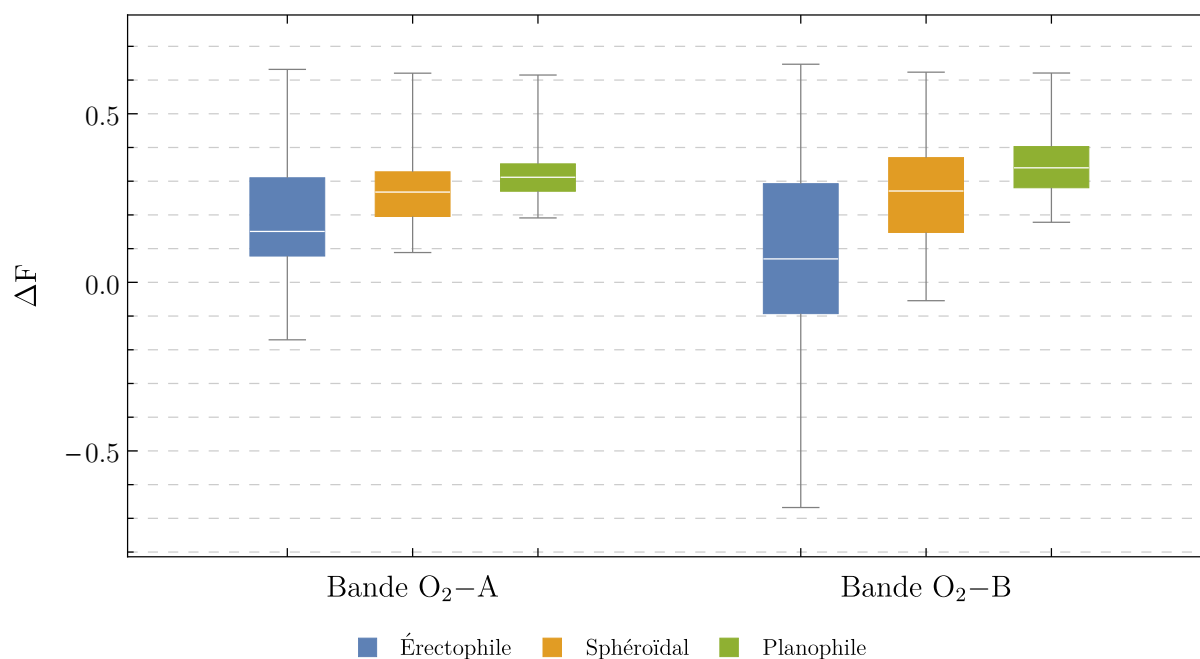 ΔF
0.5
0.0
−0.5
Bande O₂−A Bande O₂−B
Érectophile Sphéroïdal Planophile